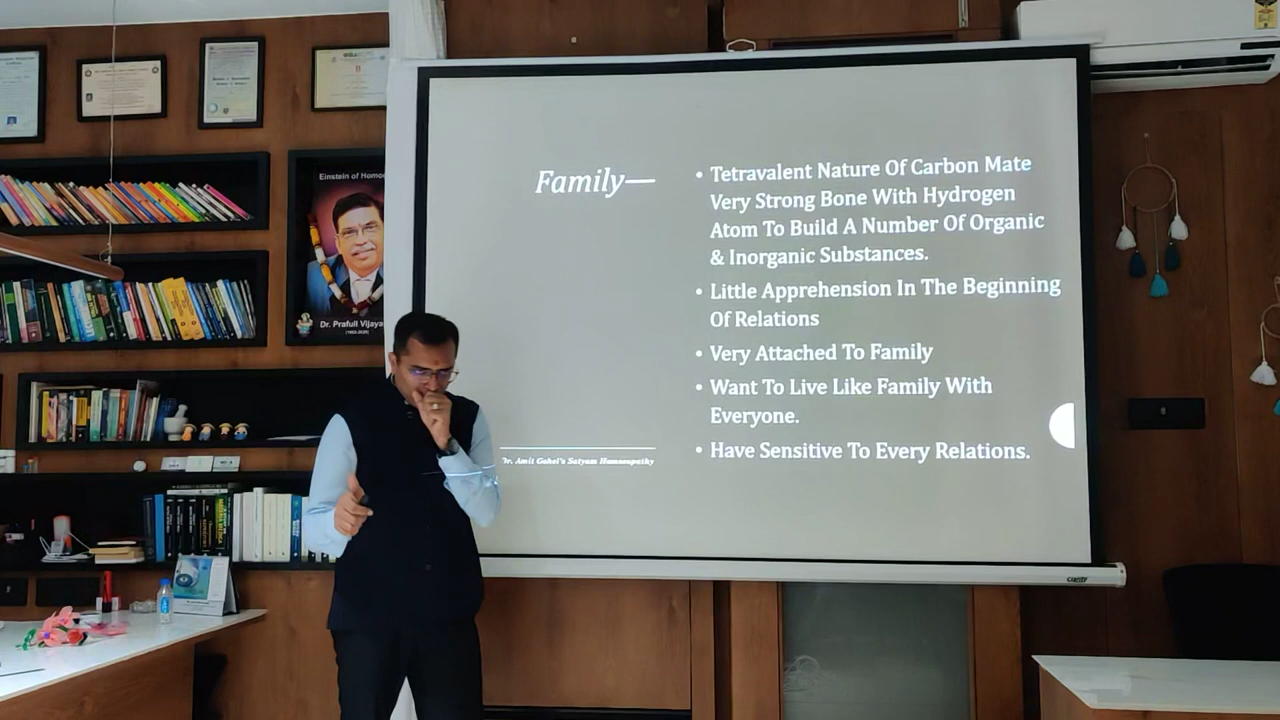 Einstein of Homoe
Dr. Prafull Vijaya
Family—
• Tetravalent Nature Of Carbon Mate
Very Strong Bone With Hydrogen
Atom To Build A Number Of Organic
& Inorganic Substances.
• Little Apprehension In The Beginning
Of Relations
• Very Attached To Family
• Want To Live Like Family With
Everyone.
• Have Sensitive To Every Relations.
Dr. Amit Gohel's Satyam Homoeopathy